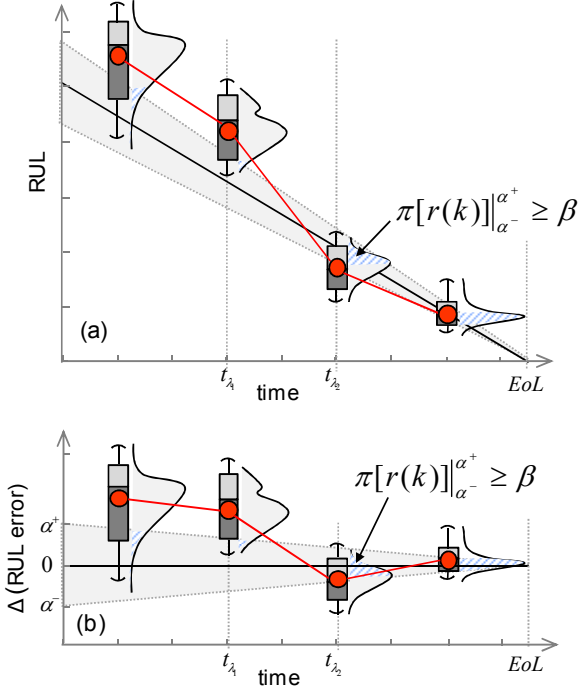 RUL
π[r(k)]|α⁺α⁻ ≥ β
(a)
tλ₁
tλ₂
EoL
time
Δ (RUL error)
α⁺
0
α⁻
π[r(k)]|α⁺α⁻ ≥ β
(b)
tλ₁
tλ₂
EoL
time